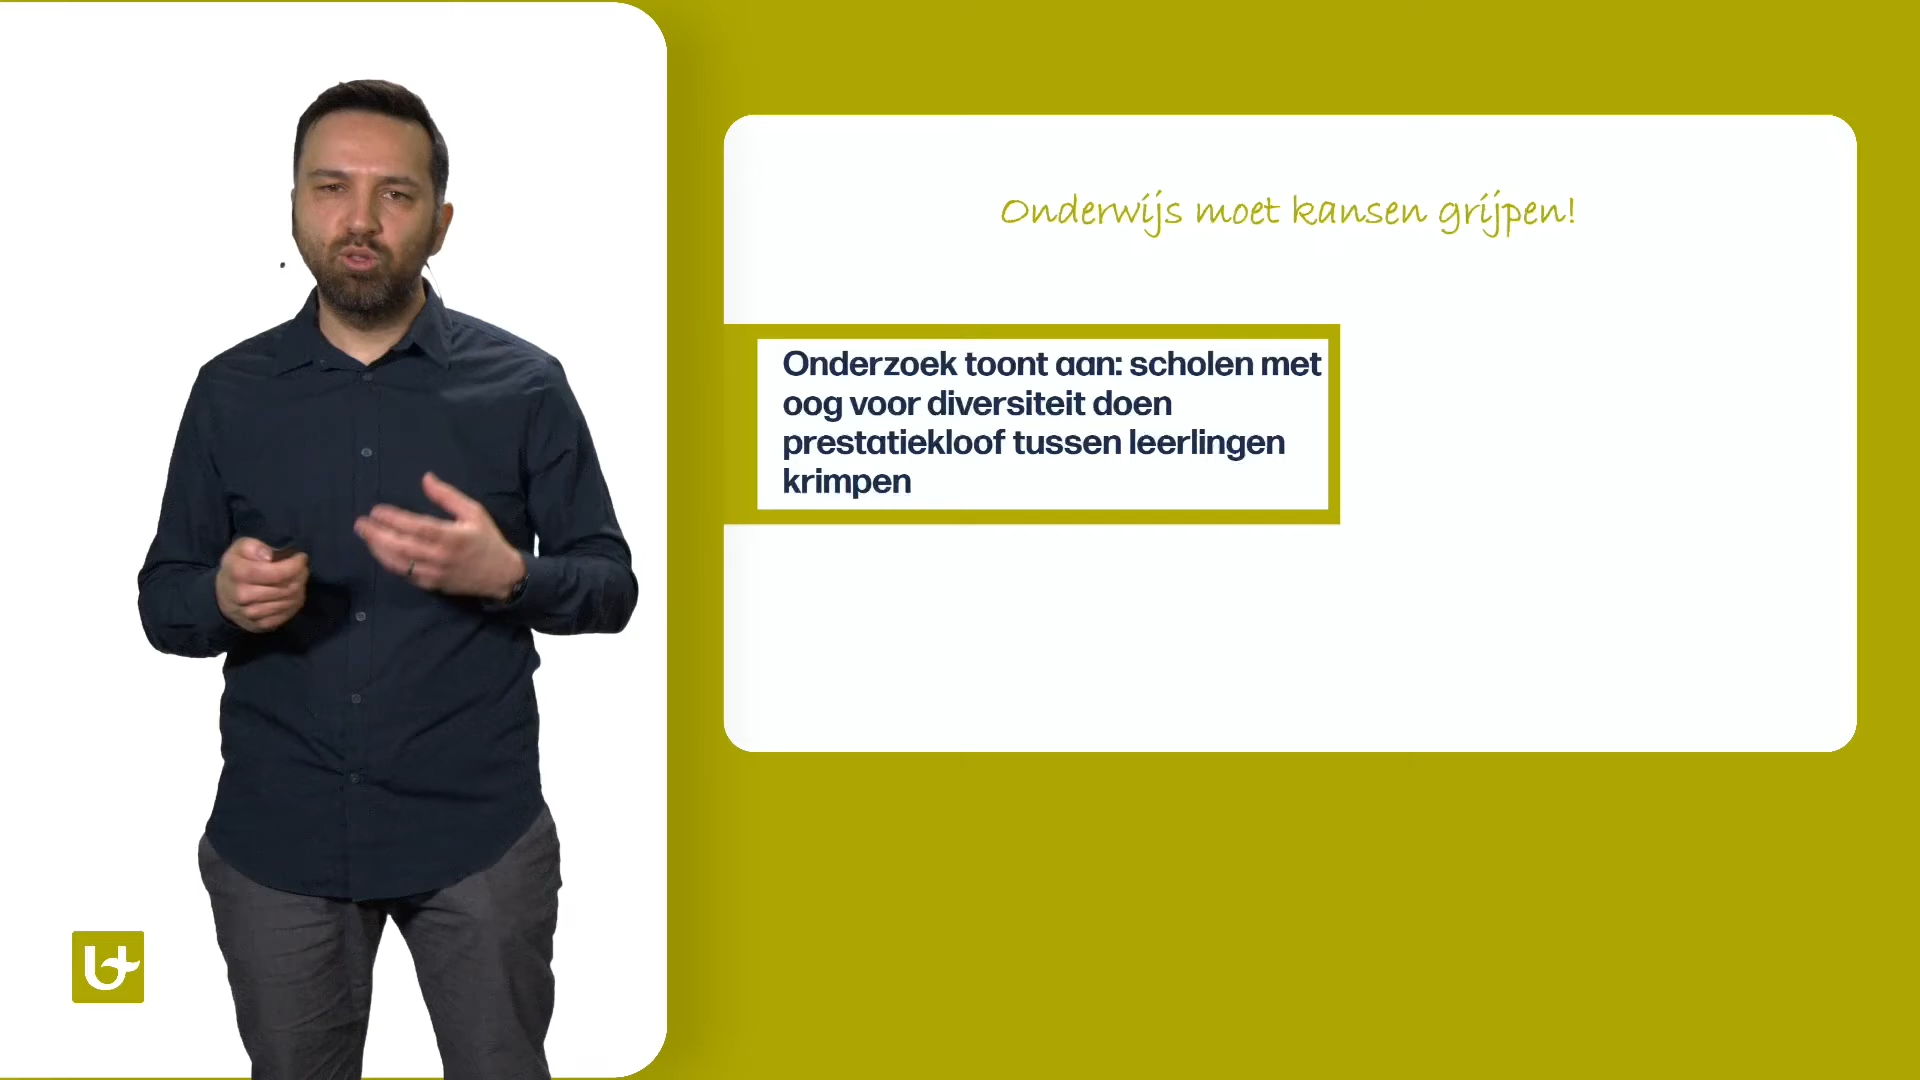 Onderwijs moet kansen grijpen!
Onderzoek toont aan: scholen met
oog voor diversiteit doen
prestatiekloof tussen leerlingen
krimpen